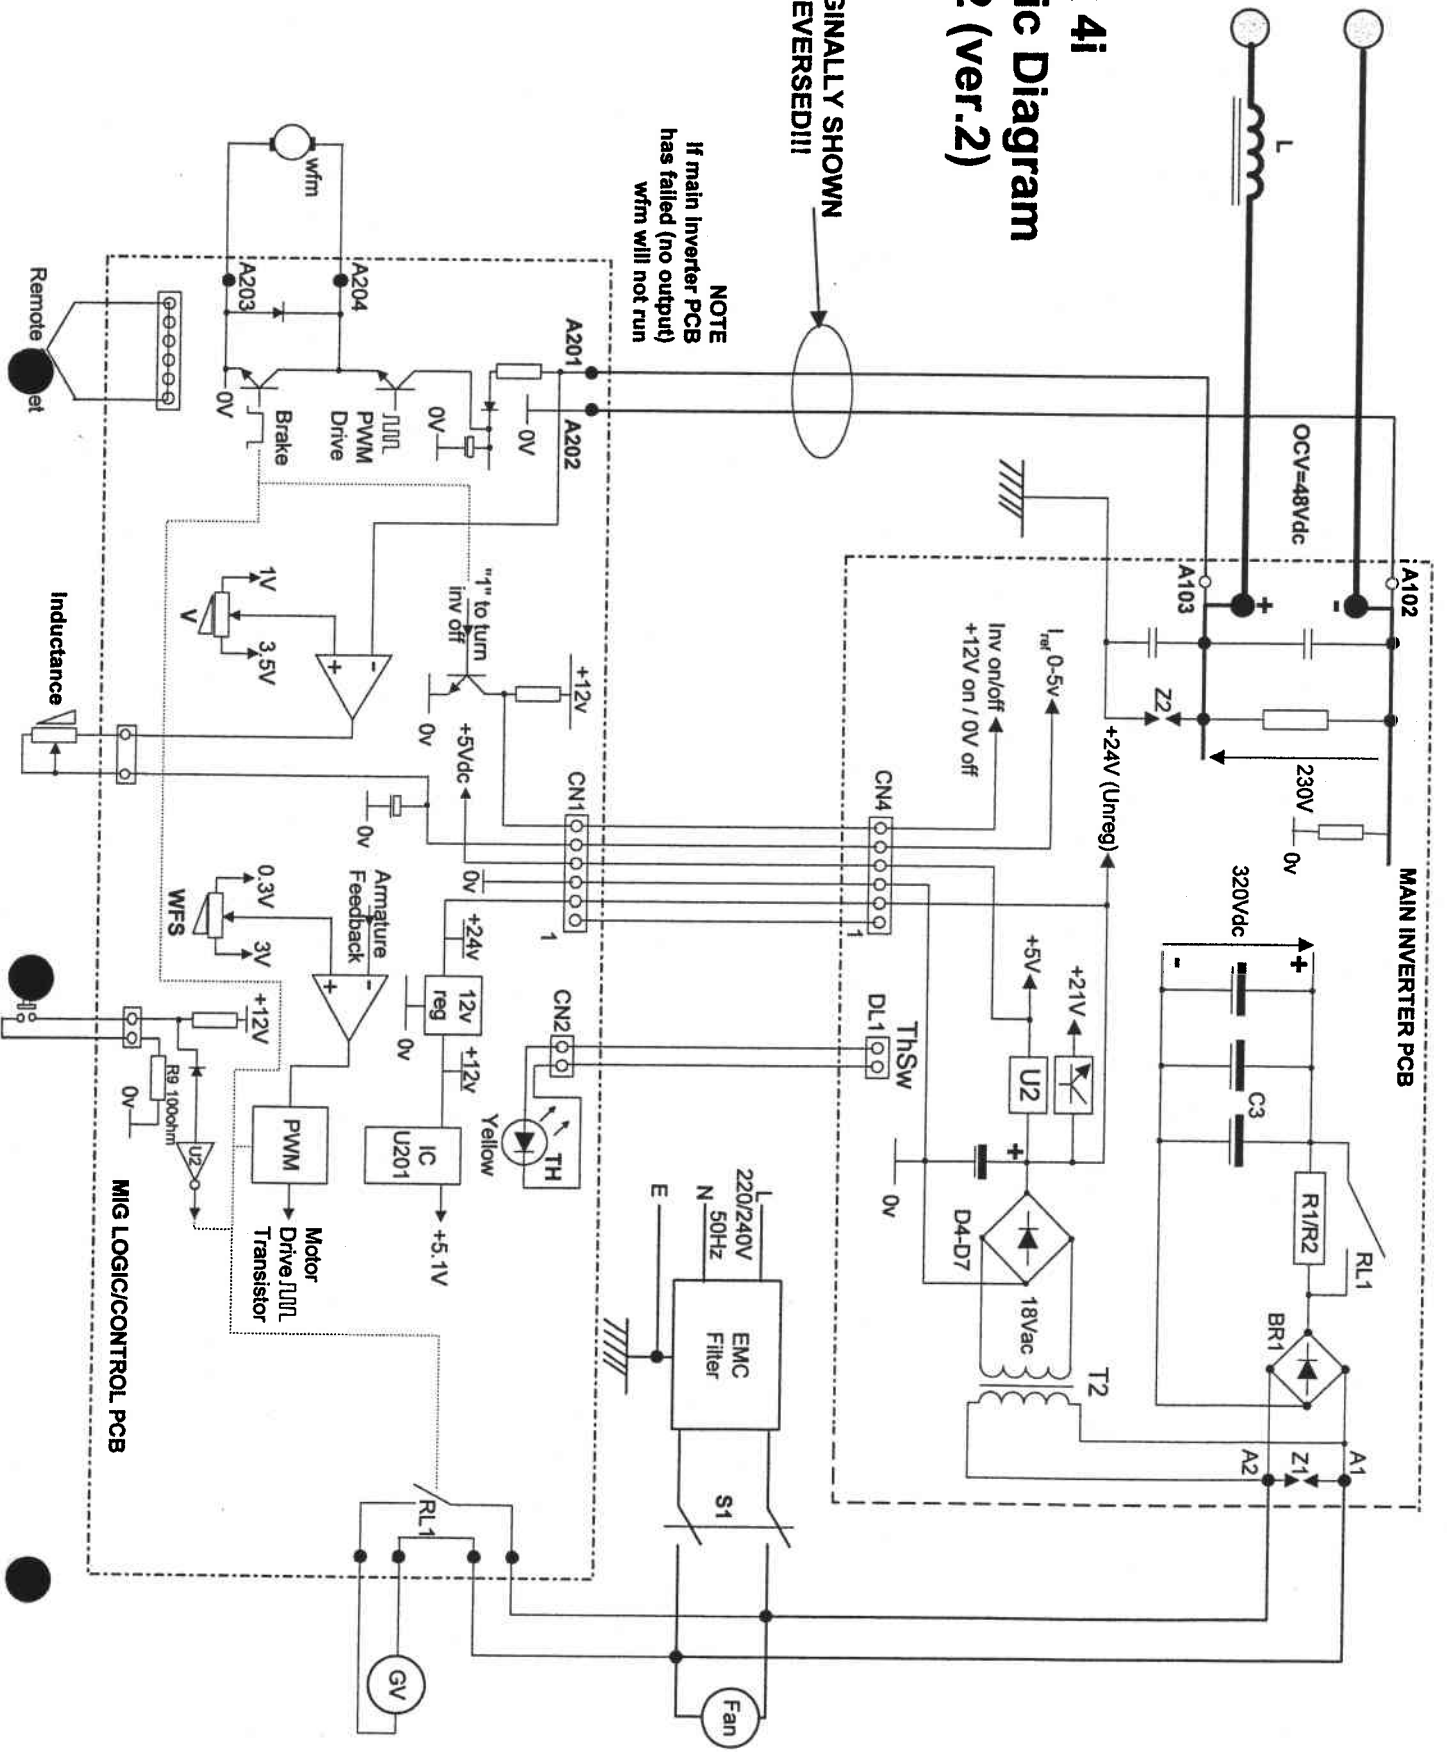 4i
ic Diagram
2 (ver.2)
GINALLY SHOWN
EVERSED!!!
NOTE
If main inverter PCB
has failed (no output)
wfm will not run
L
OCV=48Vdc
A102
-
+
A103
MAIN INVERTER PCB
230V
0v
Z2
+24V (Unreg)
Iref 0-5v
Inv on/off
+12V on / 0V off
320Vdc
+
-
C3
R1/R2
RL1
BR1
A1
Z1
A2
T2
18Vac
D4-D7
+
0v
+21V
+5V
U2
CN4
1
ThSw
DL1
L
220/240V
N 50Hz
E
EMC
Filter
S1
Fan
GV
wfm
A204
A203
A201
A202
0V
0V
0V
PWM
Drive
Brake
0V
Remote
et
"1" to turn
inv off
+12v
0v
1V
3.5V
V
Inductance
+5Vdc
CN1
1
0v
0v
-
+
Armature
Feedback
0.3V
3V
WFS
-
+
+24v
12v
reg
+12v
0v
IC
U201
+5.1V
CN2
TH
Yellow
+12V
R9 100ohm
0v
U2
PWM
Motor
Drive
Transistor
RL1
MIG LOGIC/CONTROL PCB